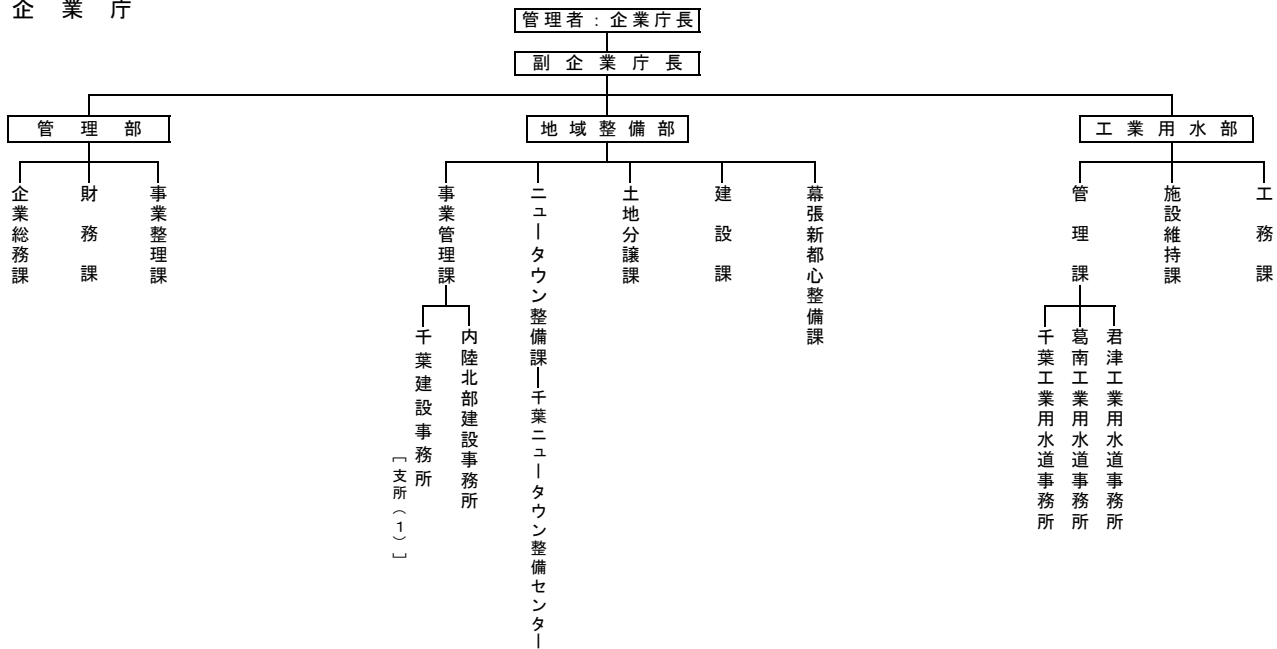 企業庁
管理者：企業庁長
副企業庁長
管理部
地域整備部
工業用水部
企業総務課
財務課
事業整理課
事業管理課
ニュータウン整備課
土地分譲課
建設課
幕張新都心整備課
管理課
施設維持課
工務課
千葉建設事務所
［支所（１）］
内陸北部建設事務所
千葉ニュータウン整備センター
千葉工業用水道事務所
葛南工業用水道事務所
君津工業用水道事務所